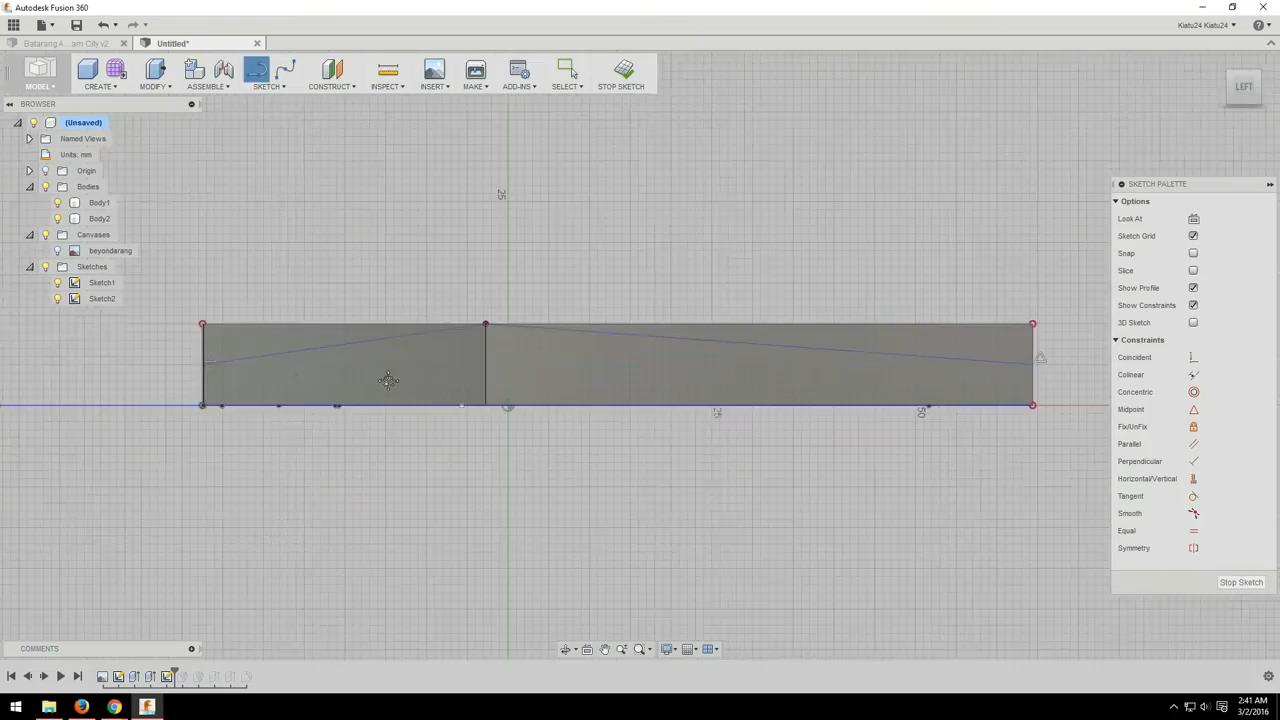 Autodesk Fusion 360
Kiatu24 Kiatu24
Batarang A...am City v2
Untitled*
MODEL
CREATE
MODIFY
ASSEMBLE
SKETCH
CONSTRUCT
INSPECT
INSERT
MAKE
ADD-INS
SELECT
STOP SKETCH
LEFT
BROWSER
(Unsaved)
Named Views
Units: mm
Origin
Bodies
Body1
Body2
Canvases
beyondarang
Sketches
Sketch1
Sketch2
25
25
50
SKETCH PALETTE
Options
Look At
Sketch Grid
Snap
Slice
Show Profile
Show Constraints
3D Sketch
Constraints
Coincident
Colinear
Concentric
Midpoint
Fix/UnFix
Parallel
Perpendicular
Horizontal/Vertical
Tangent
Smooth
Equal
Symmetry
Stop Sketch
COMMENTS
2:41 AM
3/2/2016